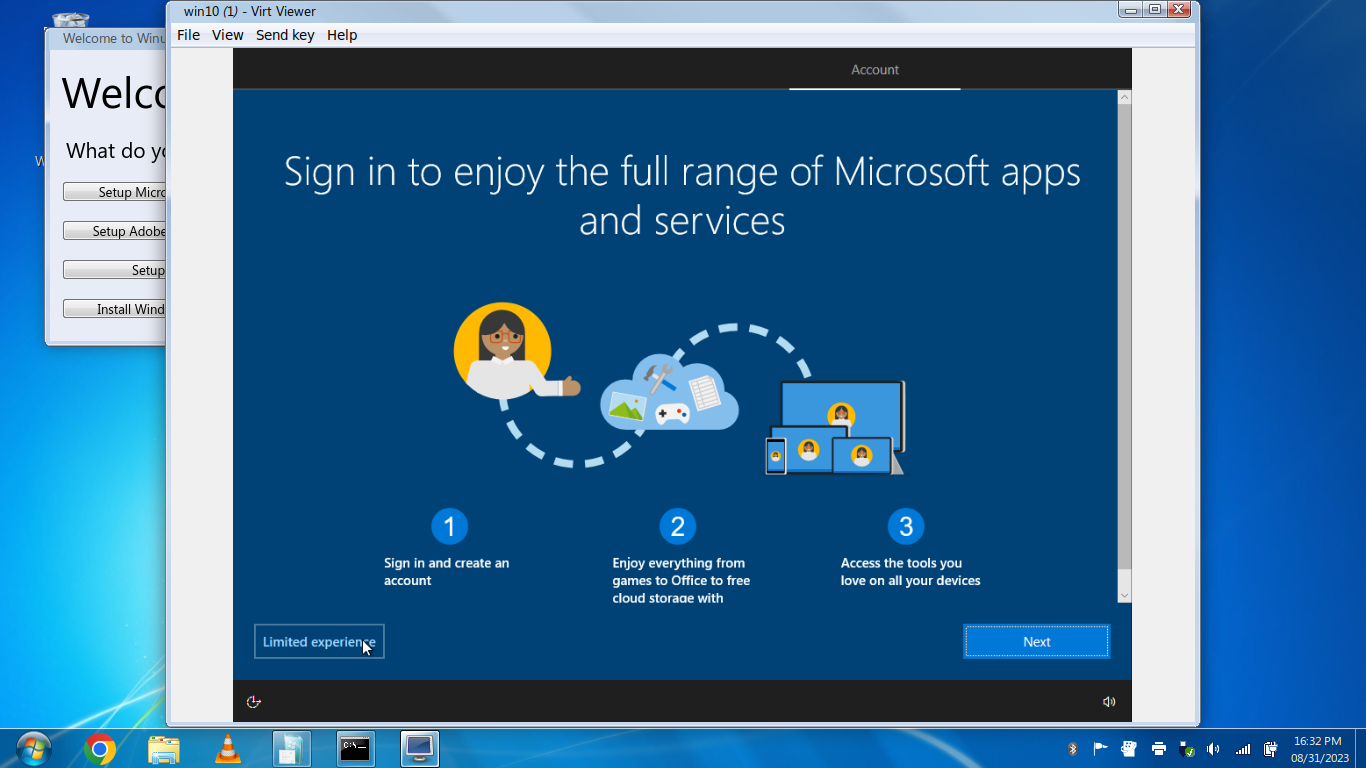 win10 (1) - Virt Viewer
File View Send key Help
Welcome to Winu
Welco
What do yo
W
Setup Micro
Setup Adobe
Setup
Install Wind
Account
Sign in to enjoy the full range of Microsoft apps
and services
1
2
3
Sign in and create an
account
Enjoy everything from
games to Office to free
cloud storage with
Access the tools you
love on all your devices
Limited experience
Next
C:\.
16:32 PM
08/31/2023